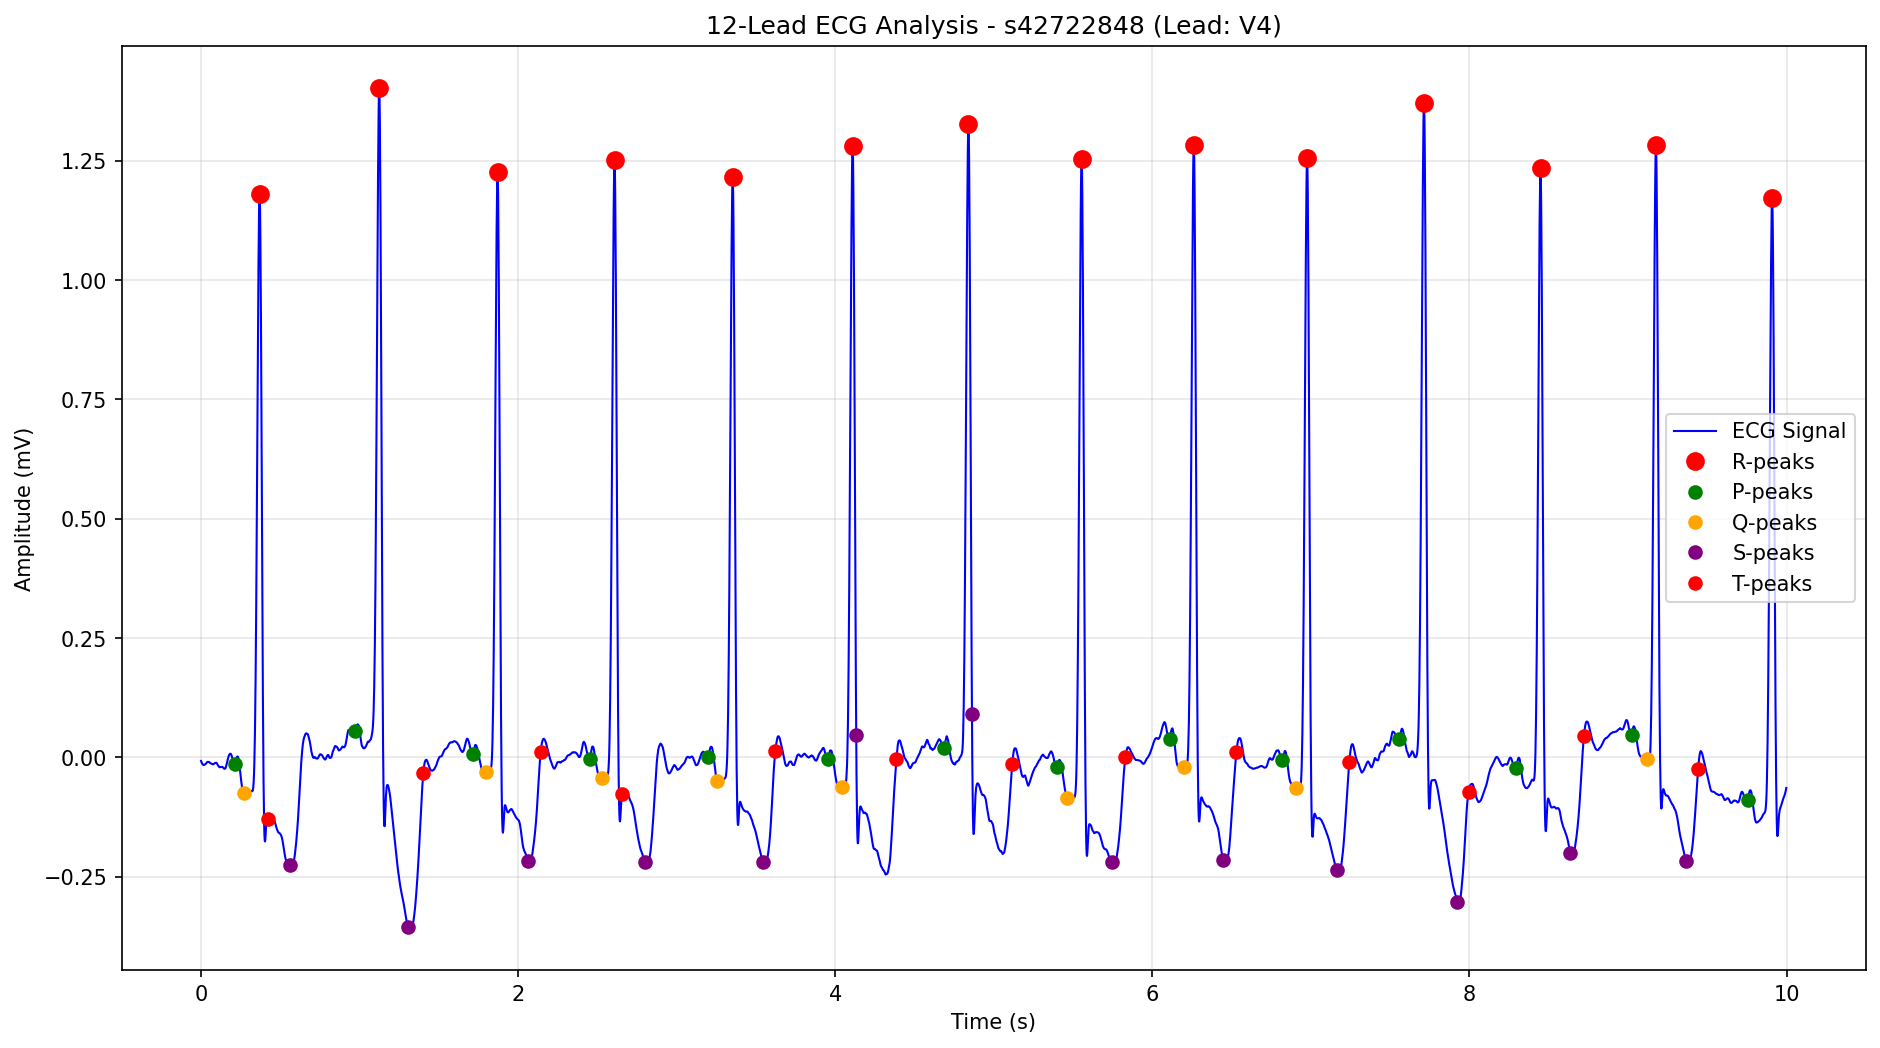 12-Lead ECG Analysis - s42722848 (Lead: V4)
Amplitude (mV)
1.25
1.00
0.75
0.50
0.25
0.00
−0.25
ECG Signal
R-peaks
P-peaks
Q-peaks
S-peaks
T-peaks
0 2 4 6 8 10
Time (s)